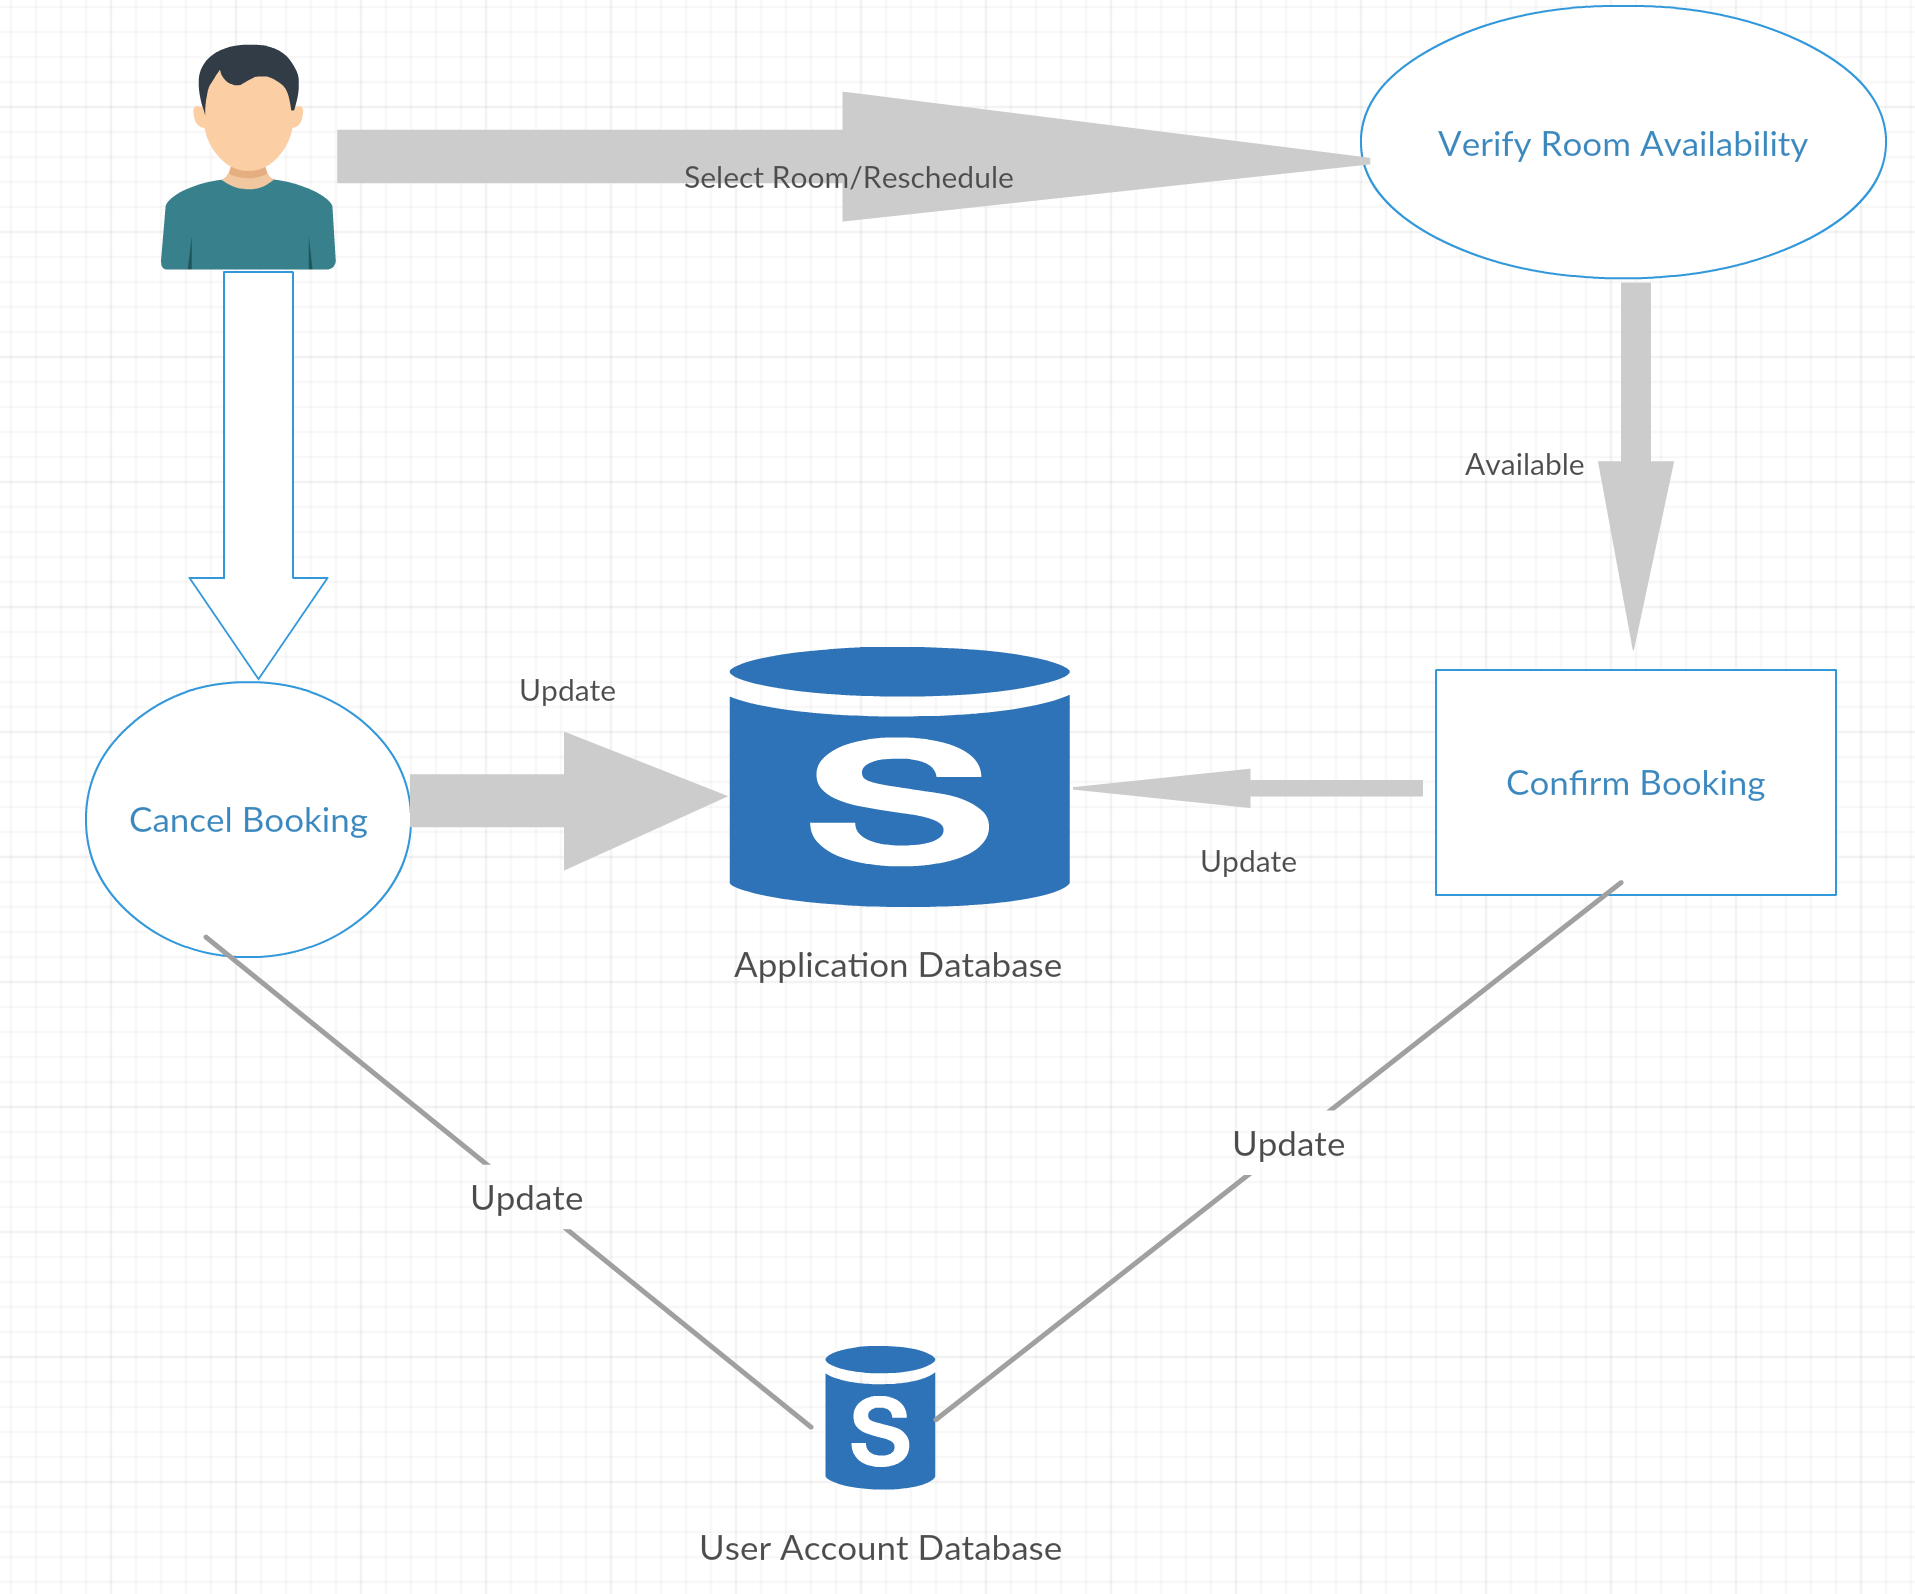 Verify Room Availability
Select Room/Reschedule
Available
Update
S
Cancel Booking
Confirm Booking
Update
Application Database
Update
Update
S
User Account Database